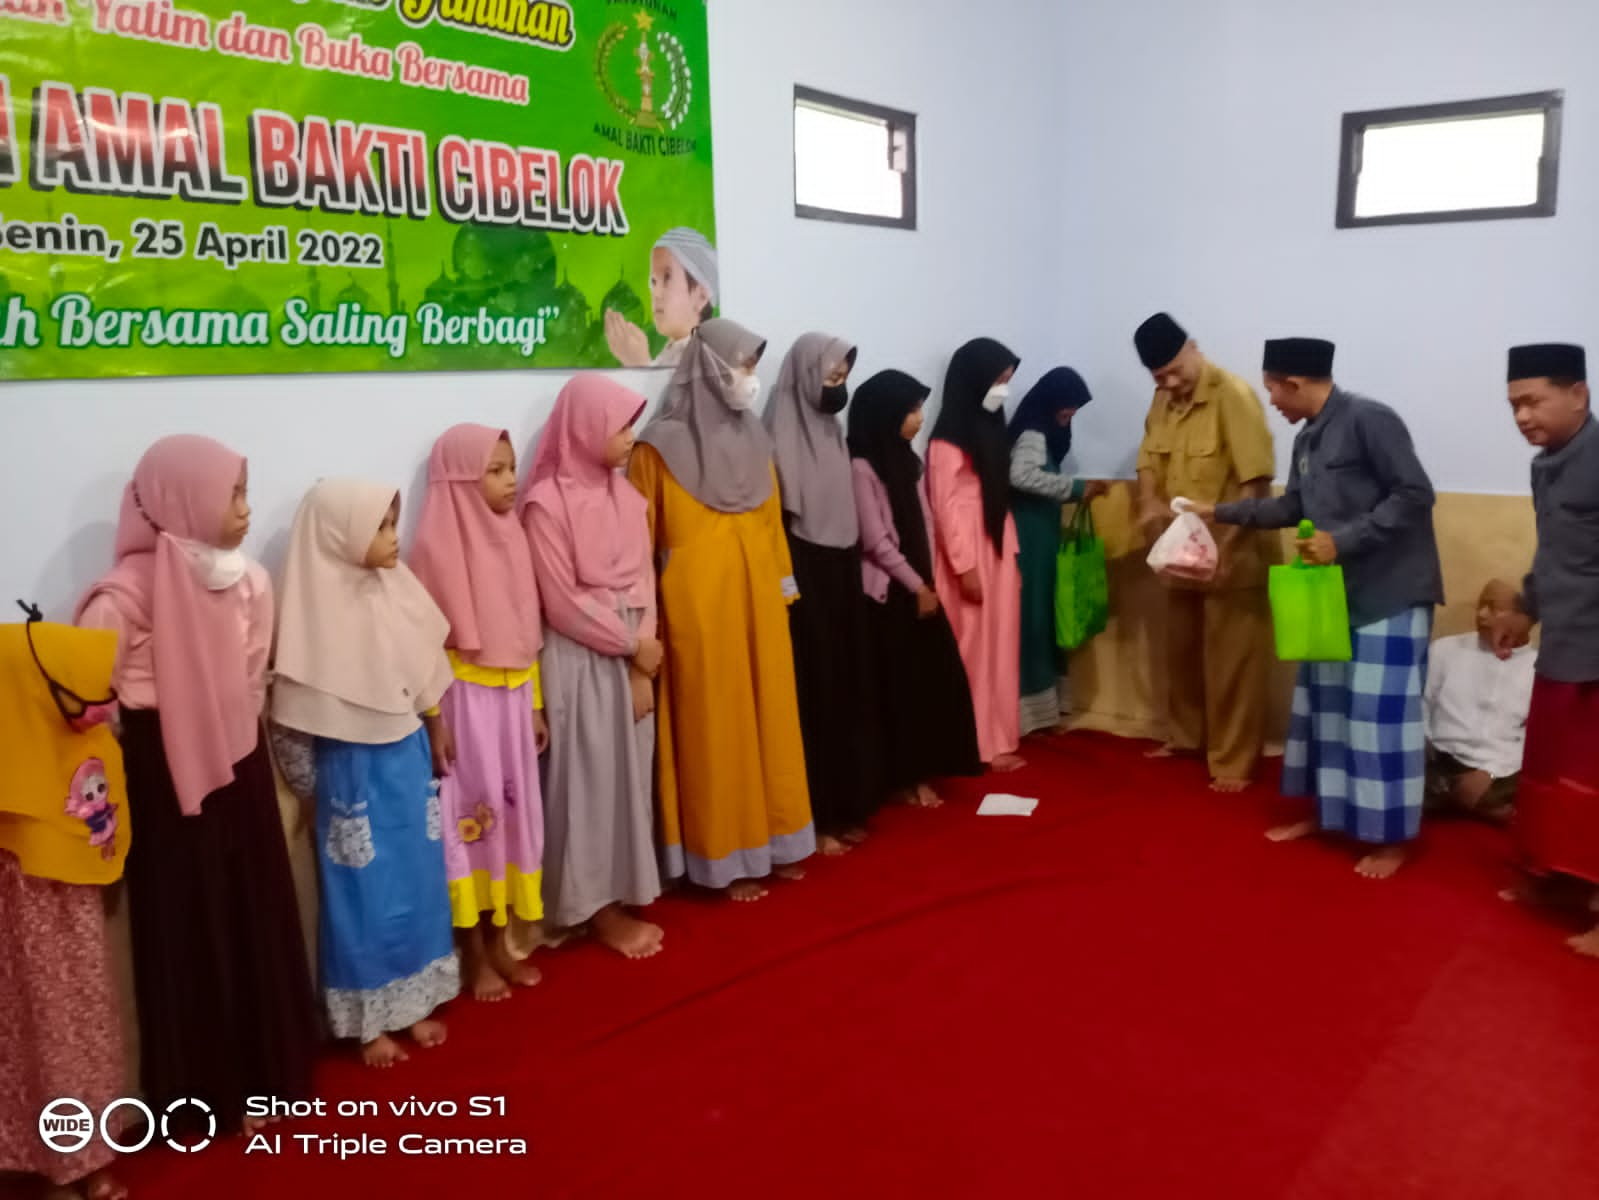 Yatim dan Buka Bersama
AMAL BAKTI CIBELOK
Senin, 25 April 2022
Bersama Saling Berbagi”
AMAL BAKTI CIBELOK
WIDE
Shot on vivo S1
AI Triple Camera